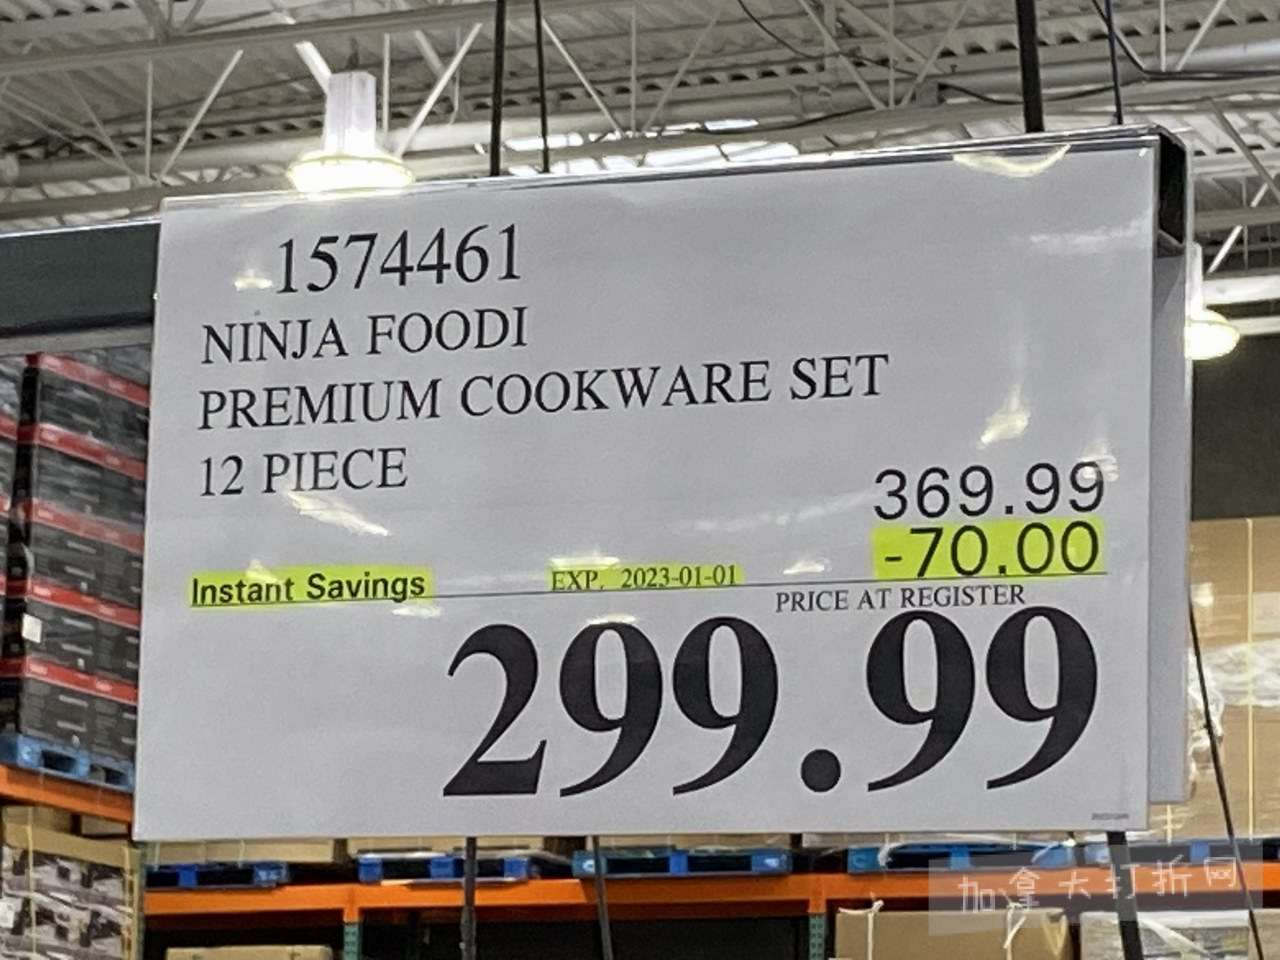 1574461
NINJA FOODI
PREMIUM COOKWARE SET
12 PIECE
369.99
-70.00
Instant Savings EXP. 2023-01-01
PRICE AT REGISTER
299.99
加拿大打折网